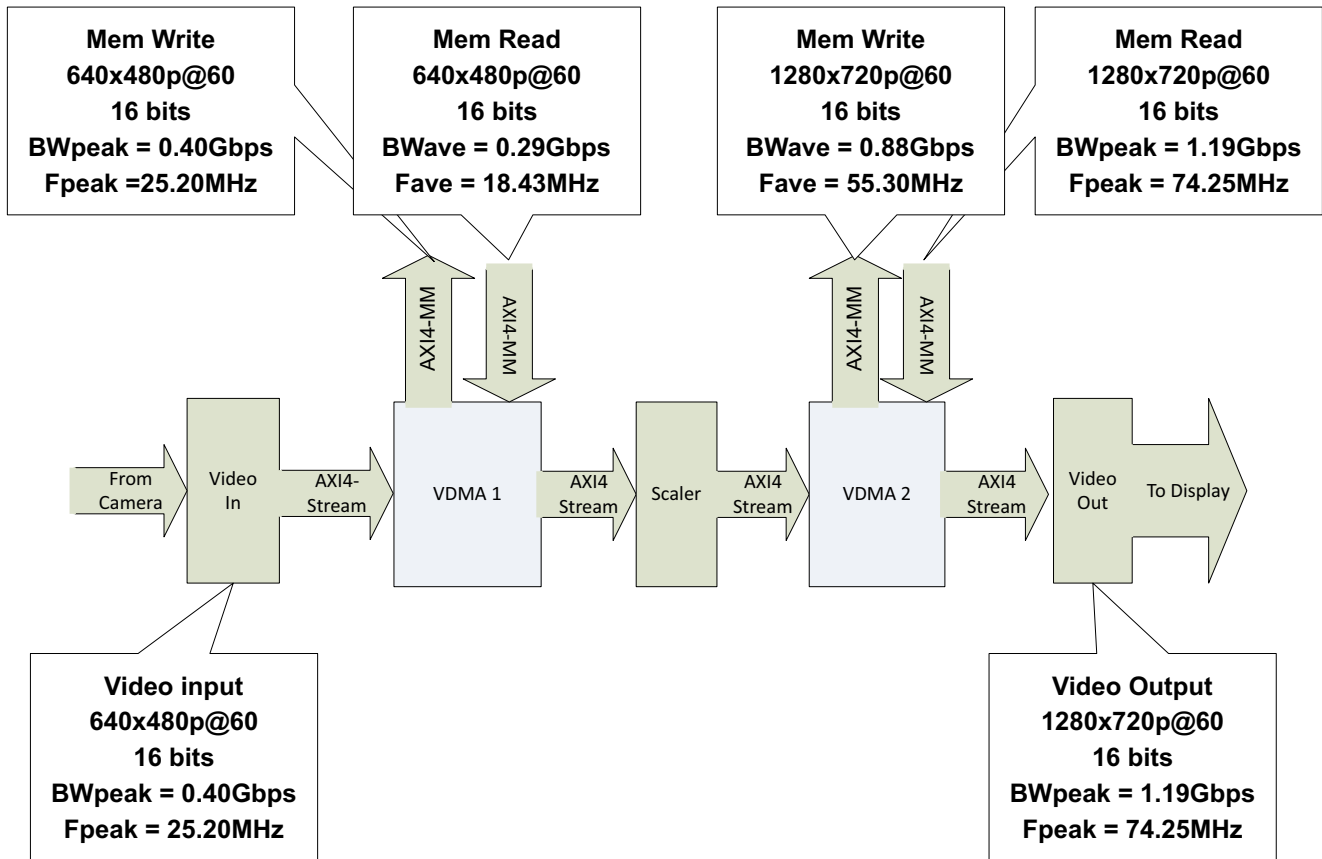 Mem Write
640x480p@60
16 bits
BWpeak = 0.40Gbps
Fpeak =25.20MHz
Mem Read
640x480p@60
16 bits
BWave = 0.29Gbps
Fave = 18.43MHz
Mem Write
1280x720p@60
16 bits
BWave = 0.88Gbps
Fave = 55.30MHz
Mem Read
1280x720p@60
16 bits
BWpeak = 1.19Gbps
Fpeak = 74.25MHz
AXI4-MM
AXI4-MM
AXI4-MM
AXI4-MM
From
Camera
Video
In
AXI4-
Stream
VDMA 1
AXI4
Stream
Scaler
AXI4
Stream
VDMA 2
AXI4
Stream
Video
Out
To Display
Video input
640x480p@60
16 bits
BWpeak = 0.40Gbps
Fpeak = 25.20MHz
Video Output
1280x720p@60
16 bits
BWpeak = 1.19Gbps
Fpeak = 74.25MHz